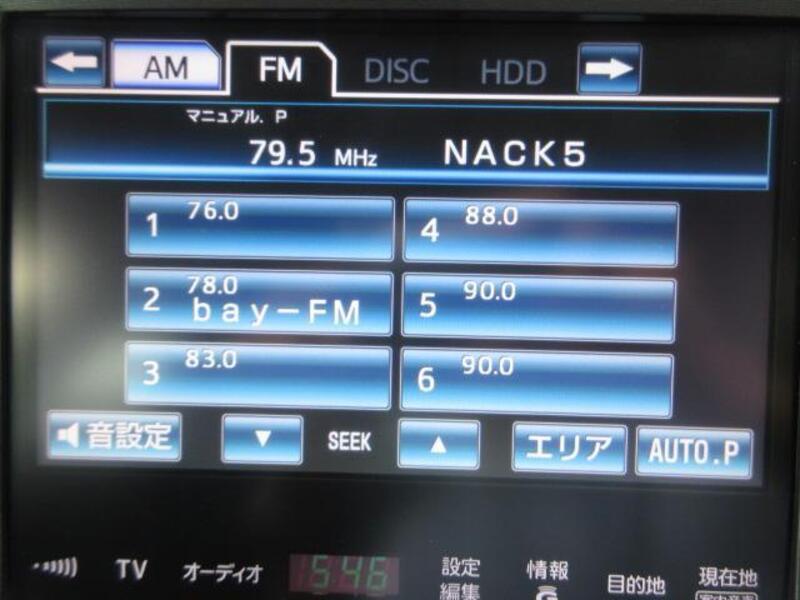 AM FM DISC HDD
マニュアル. P
79.5 MHz NACK5
1 76.0
4 88.0
2 78.0
bay-FM
5 90.0
3 83.0
6 90.0
音設定 ▼ SEEK ▲ エリア AUTO.P
TV オーディオ 5:46 設定 情報 目的地 現在地
編集 G